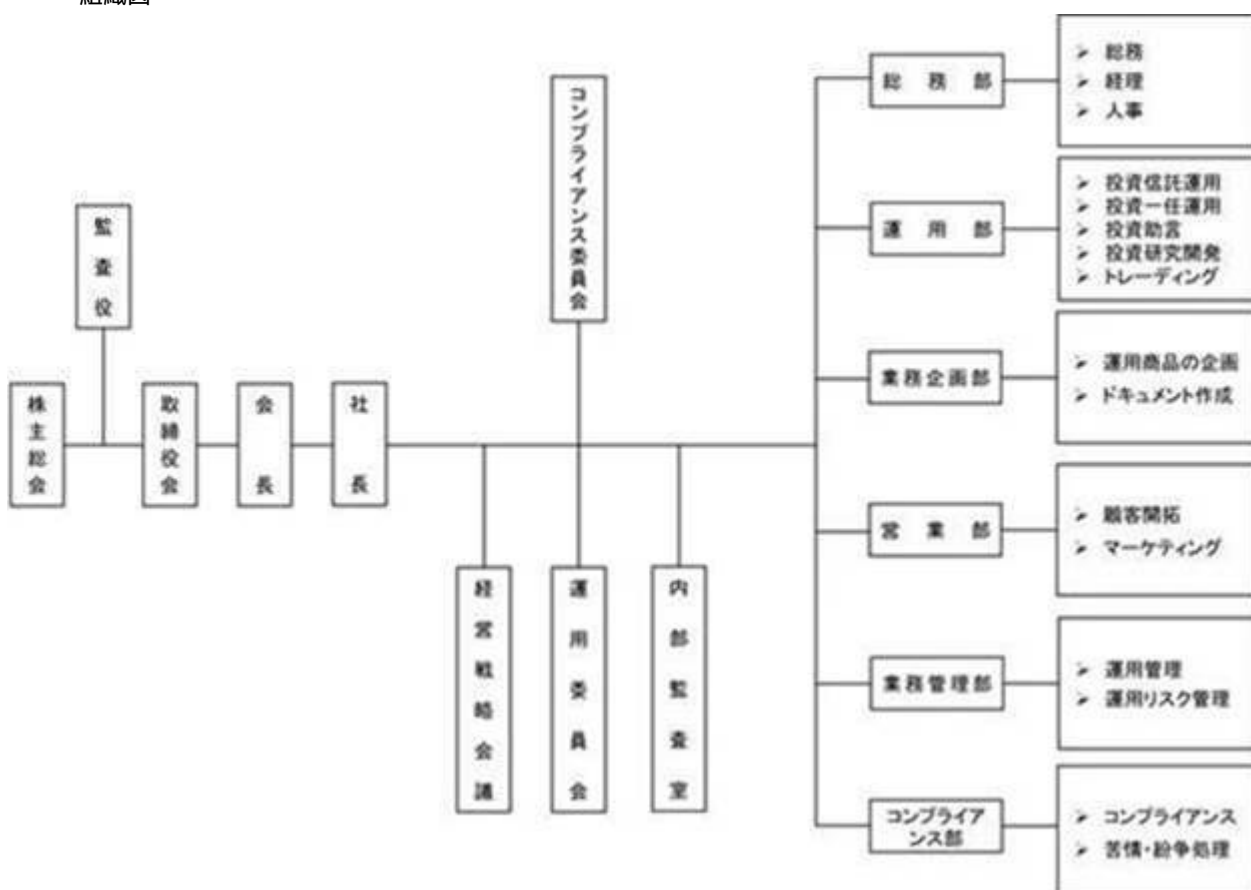 組織図
コンプライアンス委員会
監査役
株主総会
取締役会
会長
社長
経営戦略会議
運用委員会
内部監査室
総務部
➢ 総務
➢ 経理
➢ 人事
運用部
➢ 投資信託運用
➢ 投資一任運用
➢ 投資助言
➢ 投資研究開発
➢ トレーディング
業務企画部
➢ 運用商品の企画
➢ ドキュメント作成
営業部
➢ 顧客開拓
➢ マーケティング
業務管理部
➢ 運用管理
➢ 運用リスク管理
コンプライア
ンス部
➢ コンプライアンス
➢ 苦情・紛争処理